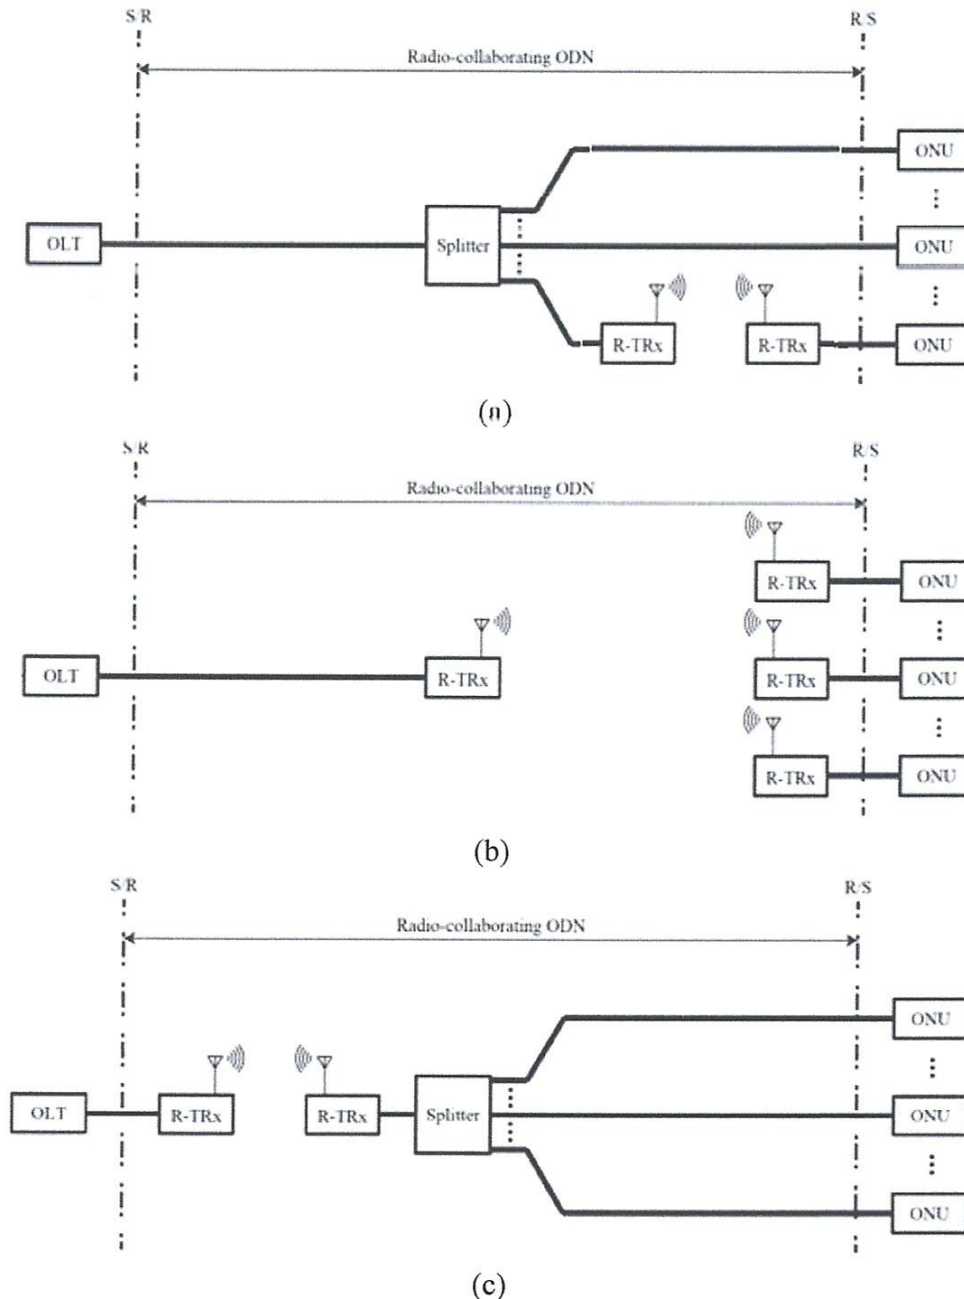 S/R
R/S
Radio-collaborating ODN
ONU
OLT
Splitter
ONU
R-TRx
R-TRx
ONU
(a)
S/R
R/S
Radio-collaborating ODN
R-TRx
ONU
OLT
R-TRx
R-TRx
ONU
R-TRx
ONU
(b)
S/R
R/S
Radio-collaborating ODN
ONU
OLT
R-TRx
R-TRx
Splitter
ONU
ONU
(c)